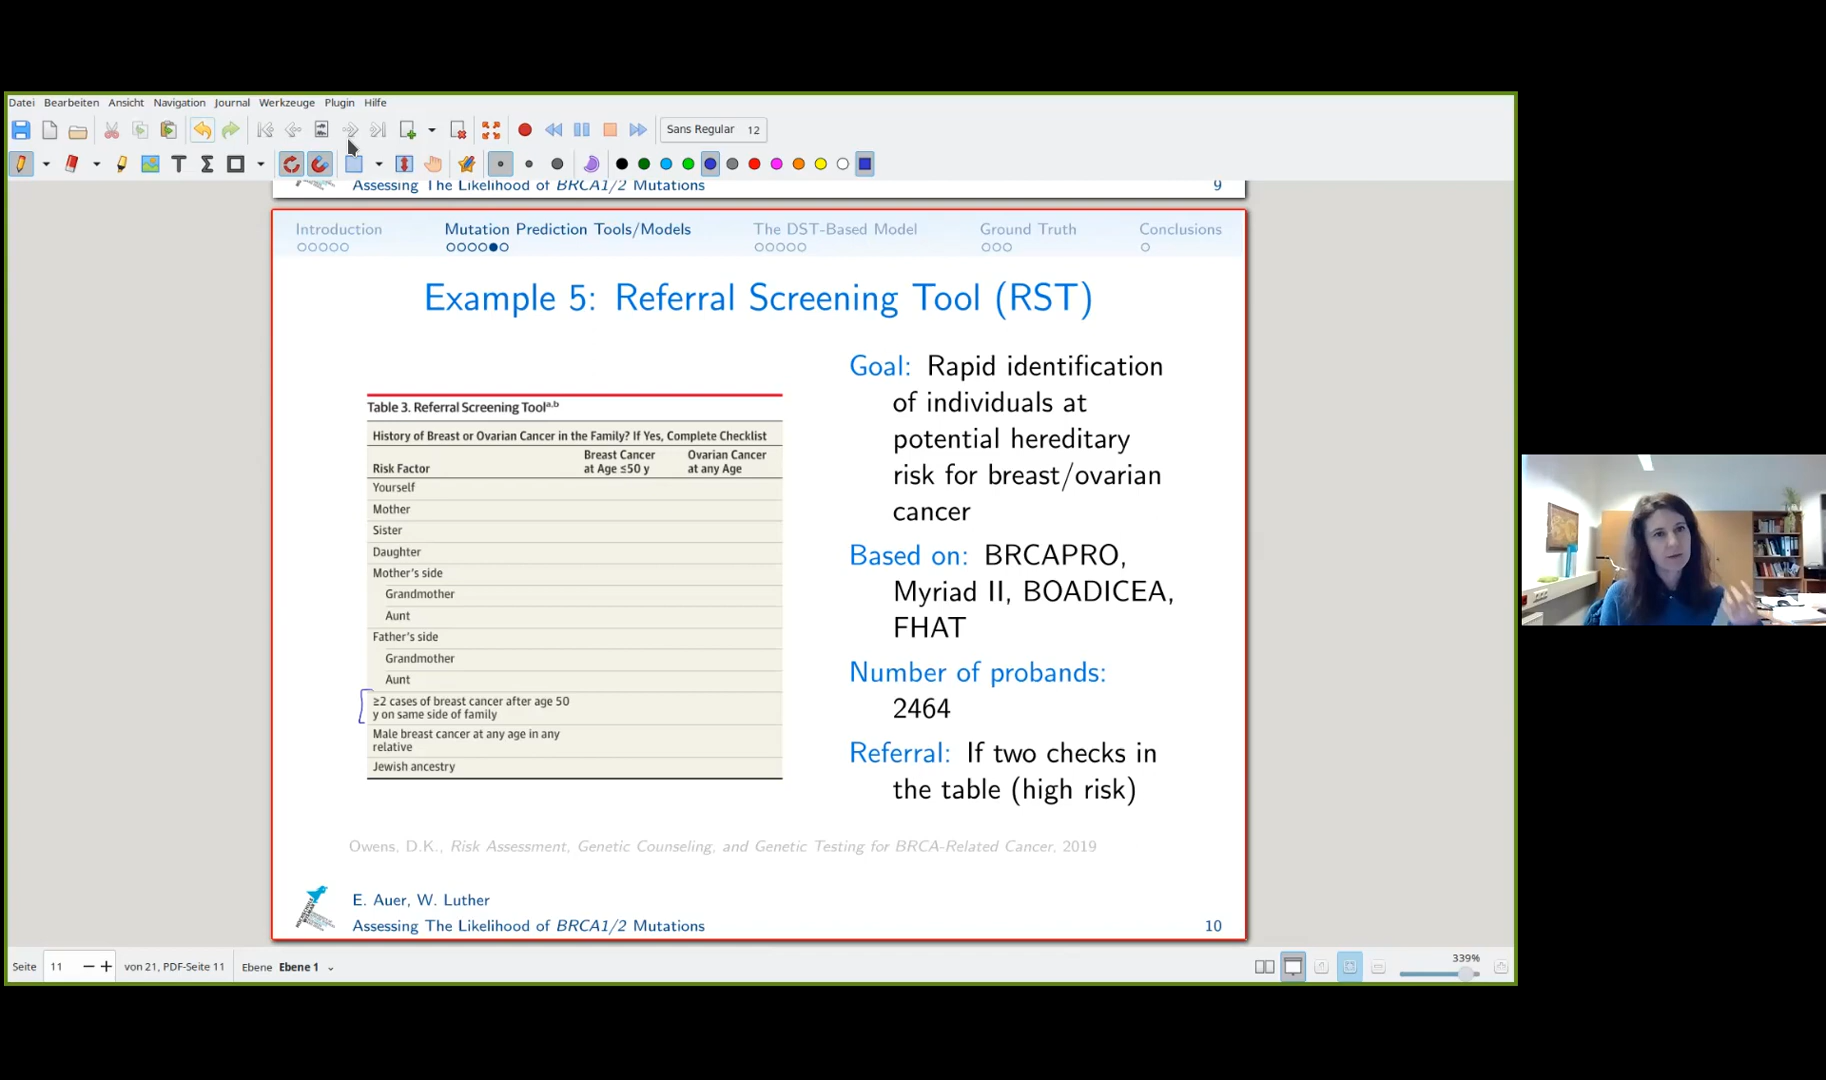 Datei Bearbeiten Ansicht Navigation Journal Werkzeuge Plugin Hilfe
Sans Regular 12
Assessing The Likelihood of BRCA1/2 Mutations 9
Introduction Mutation Prediction Tools/Models The DST-Based Model Ground Truth Conclusions
Example 5: Referral Screening Tool (RST)
Table 3. Referral Screening Tool a,b
History of Breast or Ovarian Cancer in the Family? If Yes, Complete Checklist
Risk Factor Breast Cancer at Age ≤50 y Ovarian Cancer at any Age
Yourself
Mother
Sister
Daughter
Mother's side
Grandmother
Aunt
Father's side
Grandmother
Aunt
≥2 cases of breast cancer after age 50
y on same side of family
Male breast cancer at any age in any
relative
Jewish ancestry
Goal: Rapid identification
of individuals at
potential hereditary
risk for breast/ovarian
cancer
Based on: BRCAPRO,
Myriad II, BOADICEA,
FHAT
Number of probands:
2464
Referral: If two checks in
the table (high risk)
Owens, D.K., Risk Assessment, Genetic Counseling, and Genetic Testing for BRCA-Related Cancer, 2019
E. Auer, W. Luther
Assessing The Likelihood of BRCA1/2 Mutations 10
Seite 11 von 21, PDF-Seite 11 Ebene Ebene 1 339%